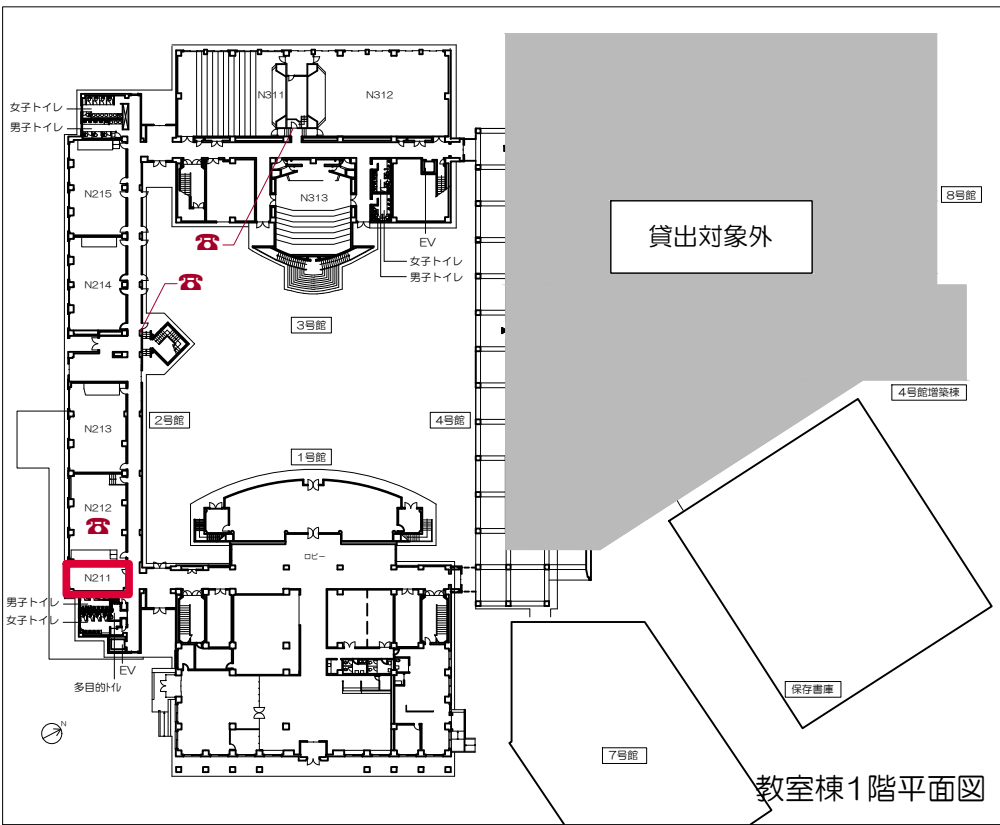 N311
N312
女子トイレ
男子トイレ
N215
N313
8号館
貸出対象外
EV
女子トイレ
男子トイレ
N214
3号館
4号館増築棟
2号館
4号館
N213
1号館
N212
ロビー
N211
男子トイレ
女子トイレ
EV
多目的ﾄｲﾚ
保存書庫
N
7号館
教室棟1階平面図